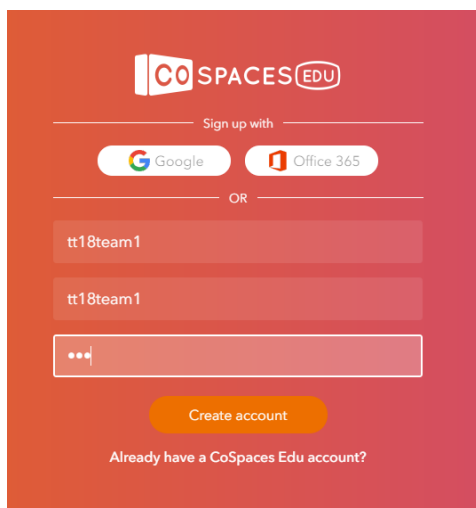 CO SPACES EDU
Sign up with
Google
Office 365
OR
tt18team1
tt18team1
•••
Create account
Already have a CoSpaces Edu account?